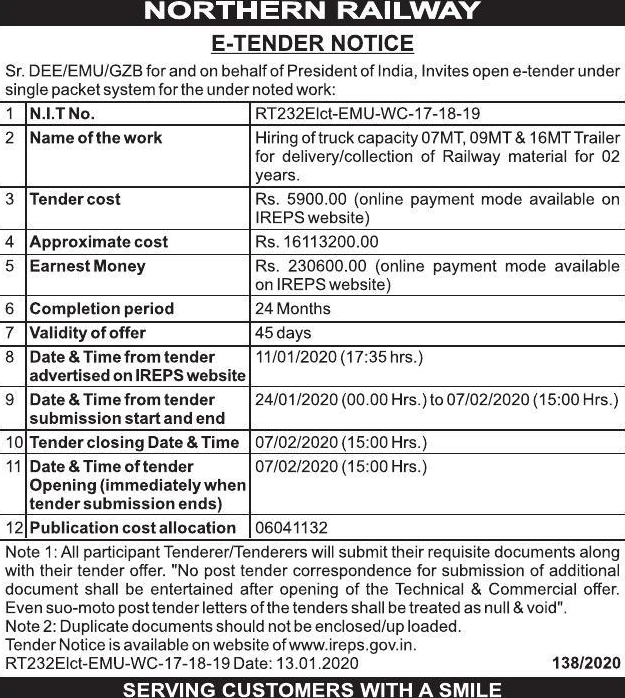 NORTHERN RAILWAY
E-TENDER NOTICE
Sr. DEE/EMU/GZB for and on behalf of President of India, Invites open e-tender under
single packet system for the under noted work:
1 N.I.T No. RT232Elct-EMU-WC-17-18-19
2 Name of the work Hiring of truck capacity 07MT, 09MT & 16MT Trailer
for delivery/collection of Railway material for 02
years.
3 Tender cost Rs. 5900.00 (online payment mode available on
IREPS website)
4 Approximate cost Rs. 16113200.00
5 Earnest Money Rs. 230600.00 (online payment mode available
on IREPS website)
6 Completion period 24 Months
7 Validity of offer 45 days
8 Date & Time from tender 11/01/2020 (17:35 hrs.)
advertised on IREPS website
9 Date & Time from tender 24/01/2020 (00.00 Hrs.) to 07/02/2020 (15:00 Hrs.)
submission start and end
10 Tender closing Date & Time 07/02/2020 (15:00 Hrs.)
11 Date & Time of tender 07/02/2020 (15:00 Hrs.)
Opening (immediately when
tender submission ends)
12 Publication cost allocation 06041132
Note 1: All participant Tenderer/Tenderers will submit their requisite documents along
with their tender offer. "No post tender correspondence for submission of additional
document shall be entertained after opening of the Technical & Commercial offer.
Even suo-moto post tender letters of the tenders shall be treated as null & void".
Note 2: Duplicate documents should not be enclosed/up loaded.
Tender Notice is available on website of www.ireps.gov.in.
RT232Elct-EMU-WC-17-18-19 Date: 13.01.2020 138/2020
SERVING CUSTOMERS WITH A SMILE